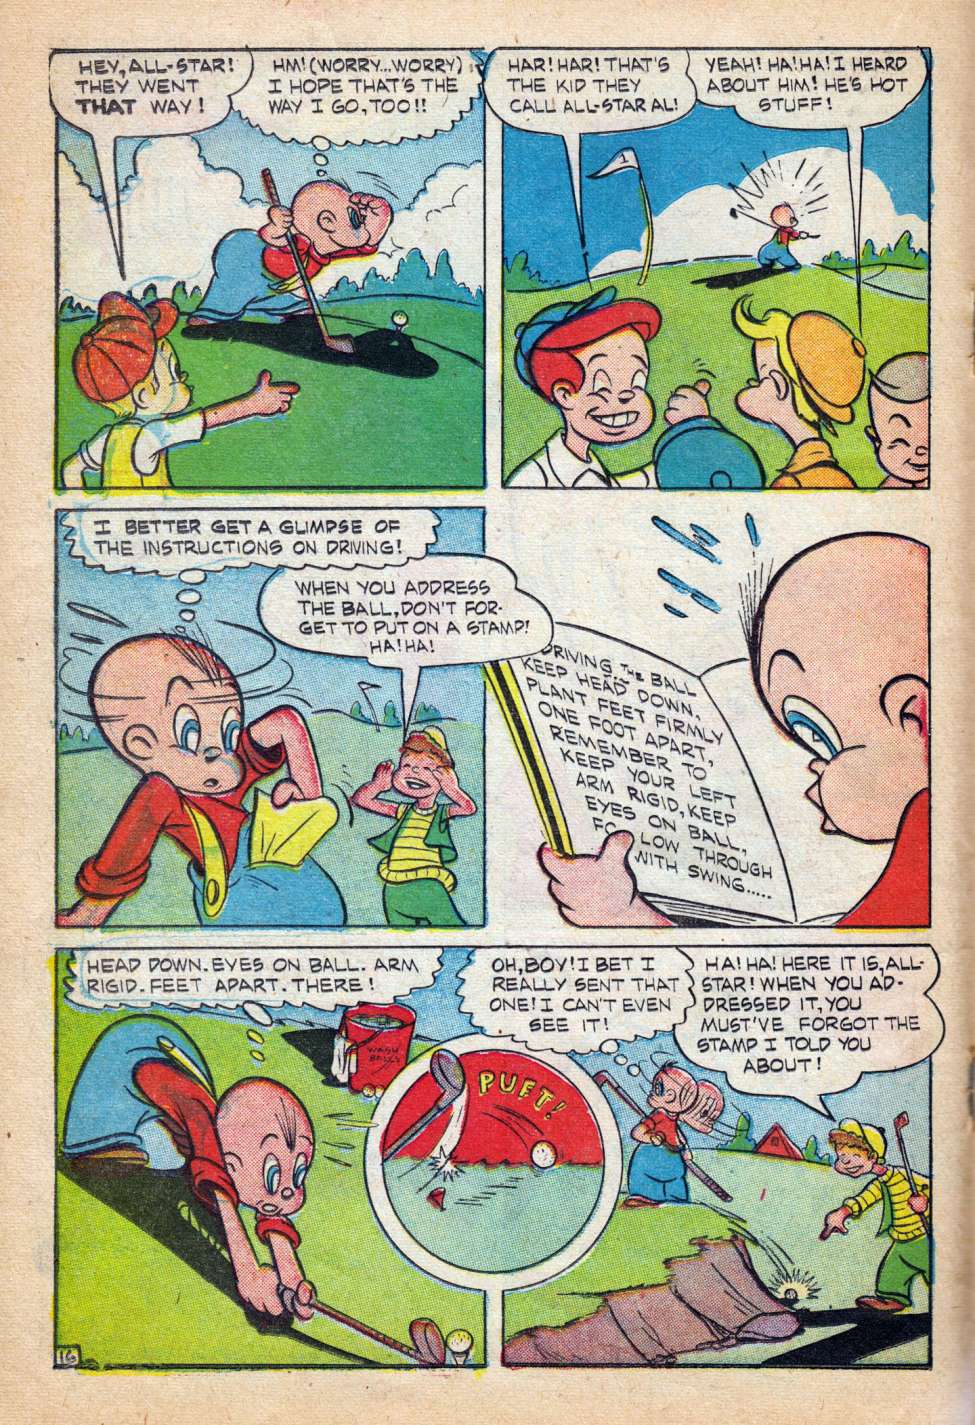 HEY, ALL-STAR!
THEY WENT
THAT WAY!
HM! (WORRY...WORRY)
I HOPE THAT'S THE
WAY I GO, TOO!!
HAR! HAR! THAT'S
THE KID THEY
CALL ALL-STAR AL!
YEAH! HA! HA! I HEARD
ABOUT HIM! HE'S HOT
STUFF!
1
I BETTER GET A GLIMPSE OF
THE INSTRUCTIONS ON DRIVING!
WHEN YOU ADDRESS
THE BALL, DON'T FOR-
GET TO PUT ON A STAMP!
HA! HA!
DRIVING THE BALL
KEEP HEAD DOWN,
PLANT FEET FIRMLY
ONE FOOT APART,
REMEMBER TO
KEEP YOUR LEFT
ARM RIGID, KEEP
EYES ON BALL,
LOW THROUGH
WITH SWING.....
HEAD DOWN. EYES ON BALL. ARM
RIGID. FEET APART. THERE!
WASH
BALLS
PUFT!
OH, BOY! I BET I
REALLY SENT THAT
ONE! I CAN'T EVEN
SEE IT!
HA! HA! HERE IT IS, ALL-
STAR! WHEN YOU AD-
DRESSED IT, YOU
MUST'VE FORGOT THE
STAMP I TOLD YOU
ABOUT!
16